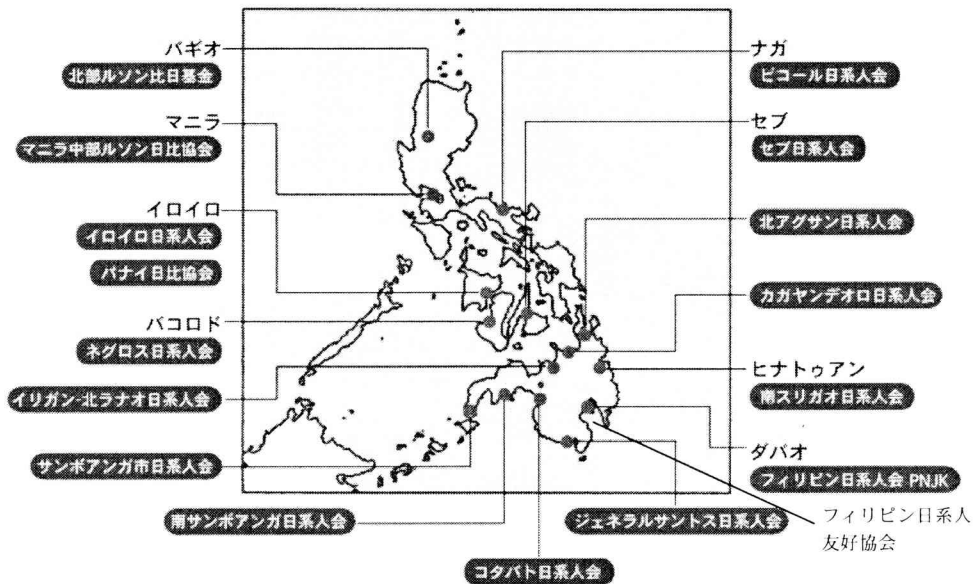 バギオ
北部ルソン比日基金
マニラ
マニラ中部ルソン日比協会
イロイロ
イロイロ日系人会
パナイ日比協会
バコロド
ネグロス日系人会
イリガン-北ラナオ日系人会
サンボアンガ市日系人会
南サンボアンガ日系人会
コタバト日系人会
ナガ
ビコール日系人会
セブ
セブ日系人会
北アグサン日系人会
カガヤンデオロ日系人会
ヒナトゥアン
南スリガオ日系人会
ダバオ
フィリピン日系人会 PNJK
ジェネラルサントス日系人会
フィリピン日系人
友好協会